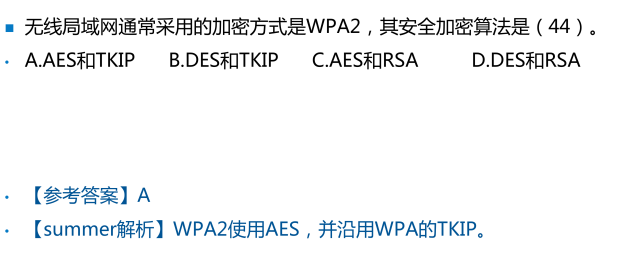 ▪ 无线局域网通常采用的加密方式是WPA2，其安全加密算法是（44）。
• A.AES和TKIP B.DES和TKIP C.AES和RSA D.DES和RSA
• 【参考答案】A
• 【summer解析】WPA2使用AES，并沿用WPA的TKIP。